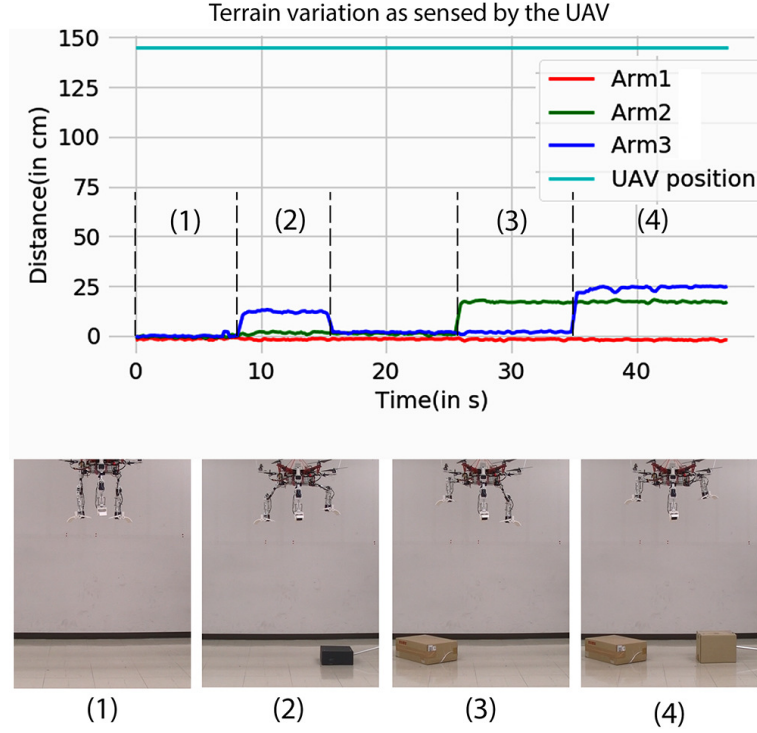 Terrain variation as sensed by the UAV
150
125
100
75
50
25
0
Distance(in cm)
Arm1
Arm2
Arm3
UAV position
(1) (2) (3) (4)
0 10 20 30 40
Time(in s)
(1) (2) (3) (4)